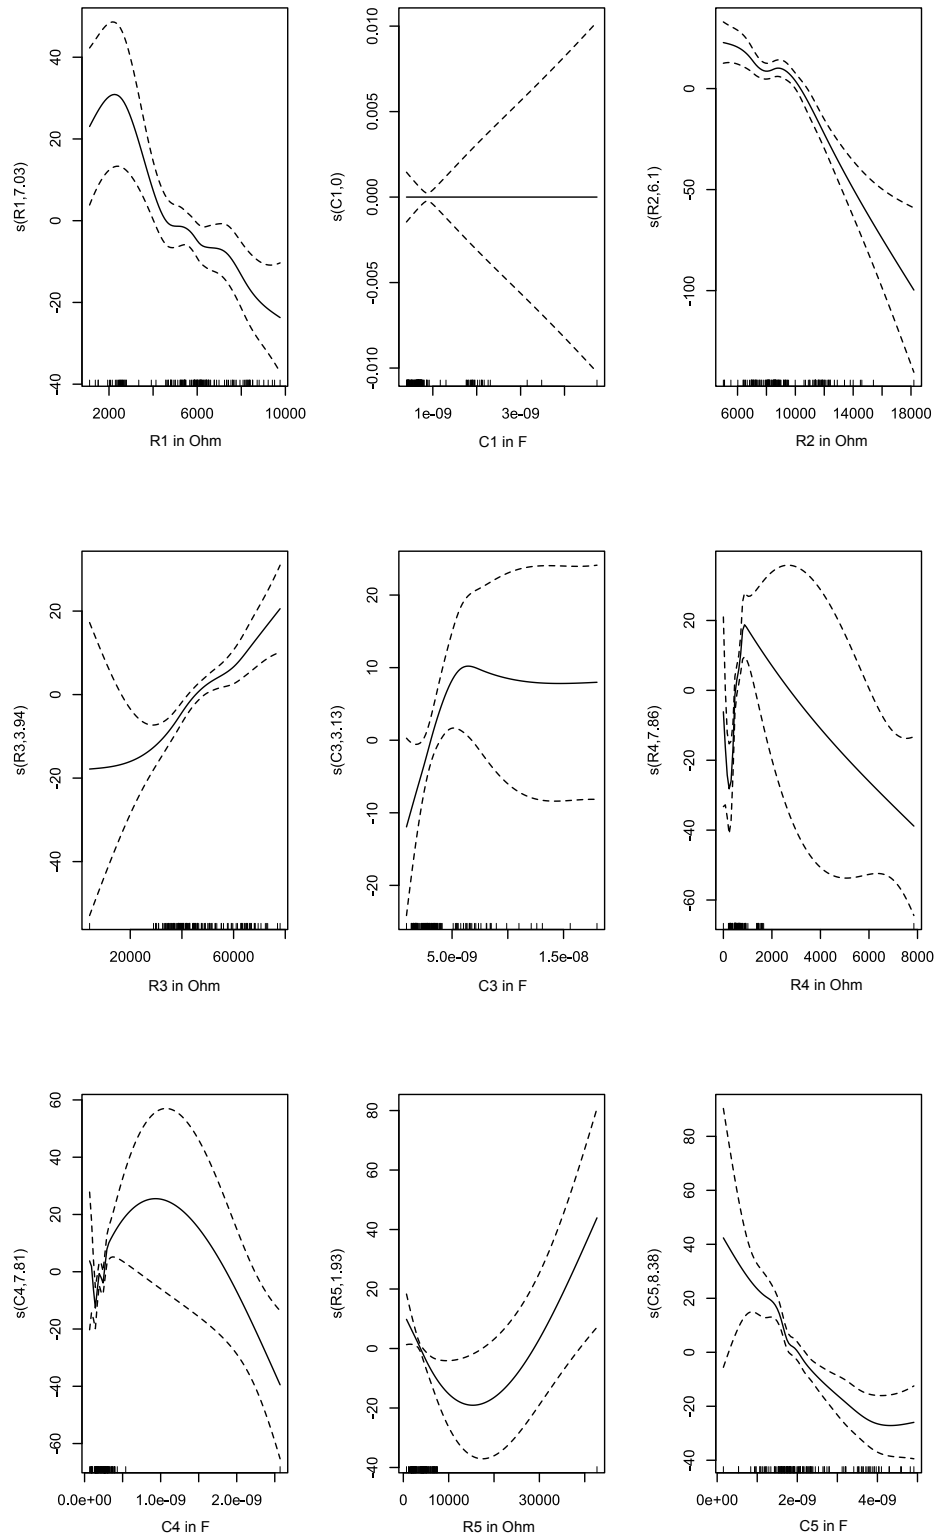 s(R1,7.03)
40
20
0
-20
-40
2000 6000 10000
R1 in Ohm
s(C1,0)
0.010
0.005
0.000
-0.005
-0.010
1e-09 3e-09
C1 in F
s(R2,6.1)
0
-50
-100
6000 10000 14000 18000
R2 in Ohm
s(R3,3.94)
20
0
-20
-40
20000 40000 60000
R3 in Ohm
s(C3,3.13)
20
10
0
-10
-20
5.0e-09 1.5e-08
C3 in F
s(R4,7.86)
20
0
-20
-40
-60
0 2000 4000 6000 8000
R4 in Ohm
s(C4,7.81)
60
40
20
0
-20
-40
-60
0.0e+00 1.0e-09 2.0e-09
C4 in F
s(R5,1.93)
80
60
40
20
0
-20
-40
0 10000 30000
R5 in Ohm
s(C5,8.38)
80
60
40
20
0
-20
-40
0e+00 2e-09 4e-09
C5 in F